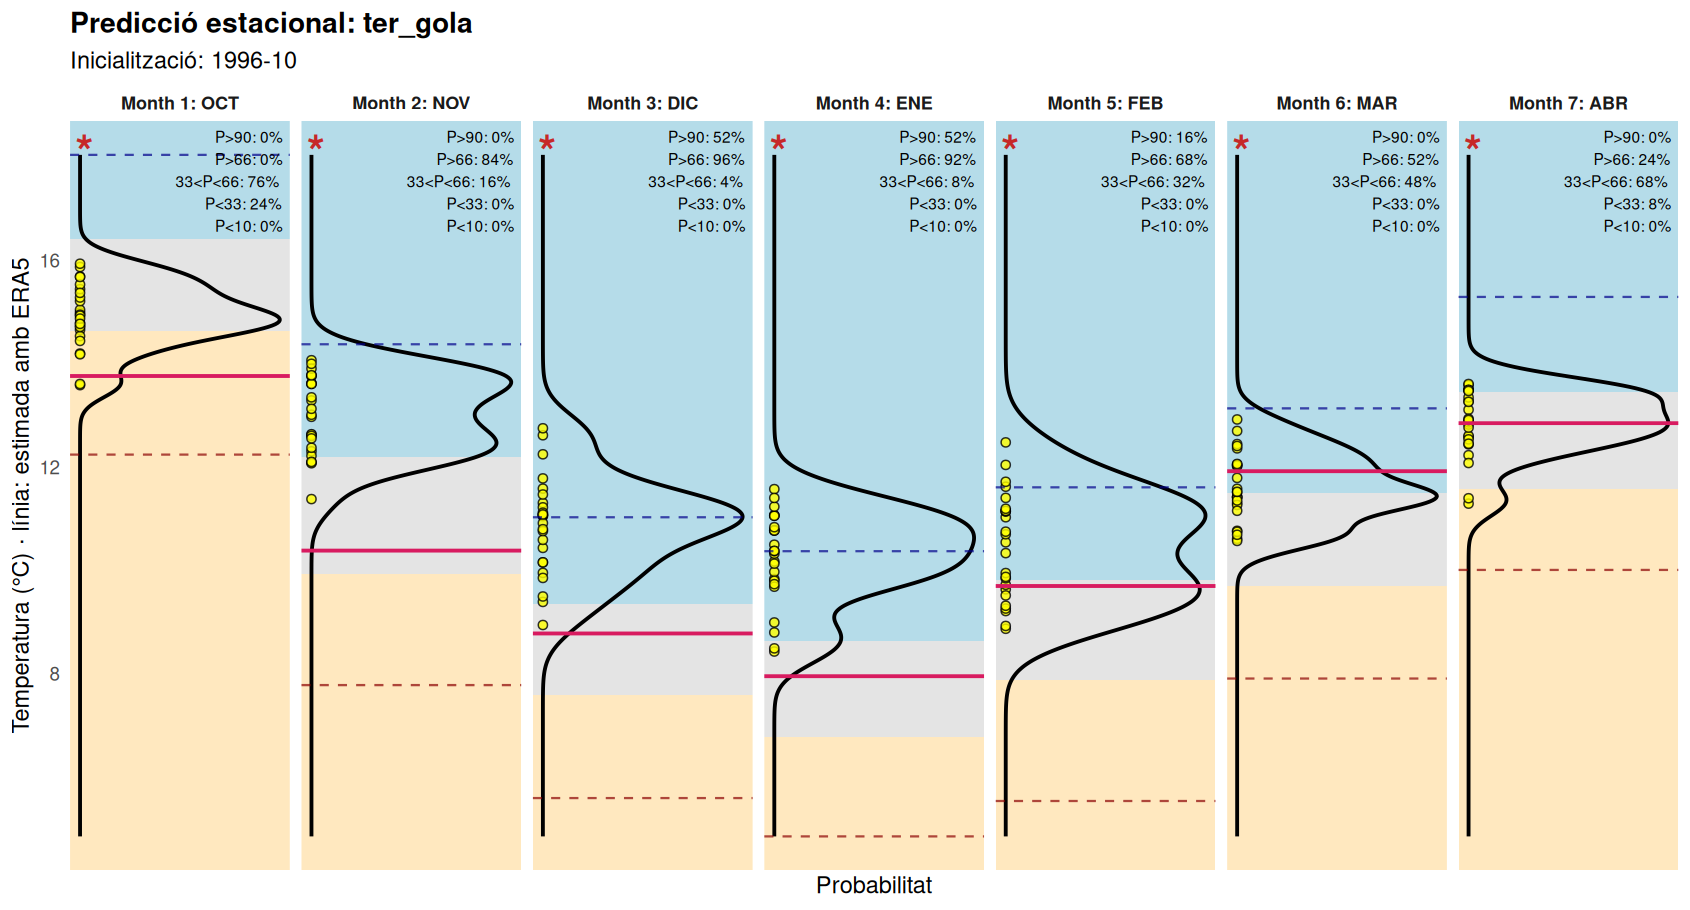 Predicció estacional: ter_gola
Inicialització: 1996-10
Month 1: OCT
Month 2: NOV
Month 3: DIC
Month 4: ENE
Month 5: FEB
Month 6: MAR
Month 7: ABR
*
P>90: 0%
P>66: 0%
33<P<66: 76%
P<33: 24%
P<10: 0%
*
P>90: 0%
P>66: 84%
33<P<66: 16%
P<33: 0%
P<10: 0%
*
P>90: 52%
P>66: 96%
33<P<66: 4%
P<33: 0%
P<10: 0%
*
P>90: 52%
P>66: 92%
33<P<66: 8%
P<33: 0%
P<10: 0%
*
P>90: 16%
P>66: 68%
33<P<66: 32%
P<33: 0%
P<10: 0%
*
P>90: 0%
P>66: 52%
33<P<66: 48%
P<33: 0%
P<10: 0%
*
P>90: 0%
P>66: 24%
33<P<66: 68%
P<33: 8%
P<10: 0%
16
12
8
Temperatura (°C) · línia: estimada amb ERA5
Probabilitat